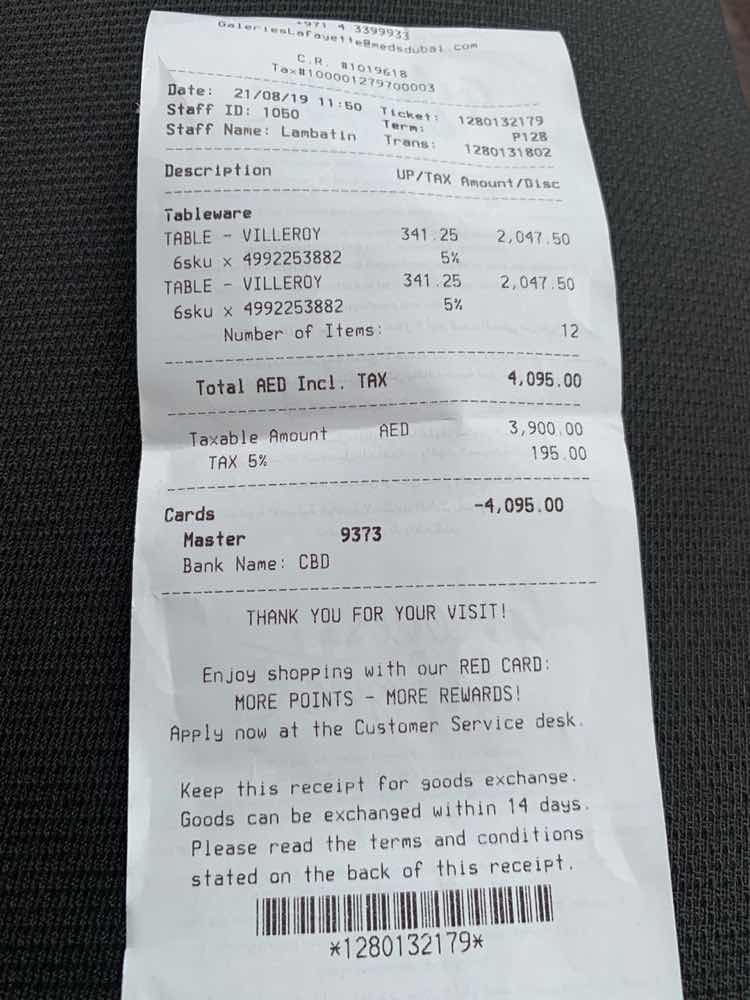 +971 4 3399933
GaleriesLafayette@medsdubai.com
C.R. #1019618
Tax#100001279700003
Date: 21/08/19 11:50 Ticket: 1280132179
Staff ID: 1050 Term: P128
Staff Name: Lambatin Trans: 1280131802
Description UP/TAX Amount/Disc
Tableware
TABLE - VILLEROY 341.25 2,047.50
6sku x 4992253882 5%
TABLE - VILLEROY 341.25 2,047.50
6sku x 4992253882 5%
Number of Items: 12
Total AED Incl. TAX 4,095.00
Taxable Amount AED 3,900.00
TAX 5% 195.00
Cards -4,095.00
Master 9373
Bank Name: CBD
THANK YOU FOR YOUR VISIT!
Enjoy shopping with our RED CARD:
MORE POINTS - MORE REWARDS!
Apply now at the Customer Service desk.
Keep this receipt for goods exchange.
Goods can be exchanged within 14 days.
Please read the terms and conditions
stated on the back of this receipt.
*1280132179*